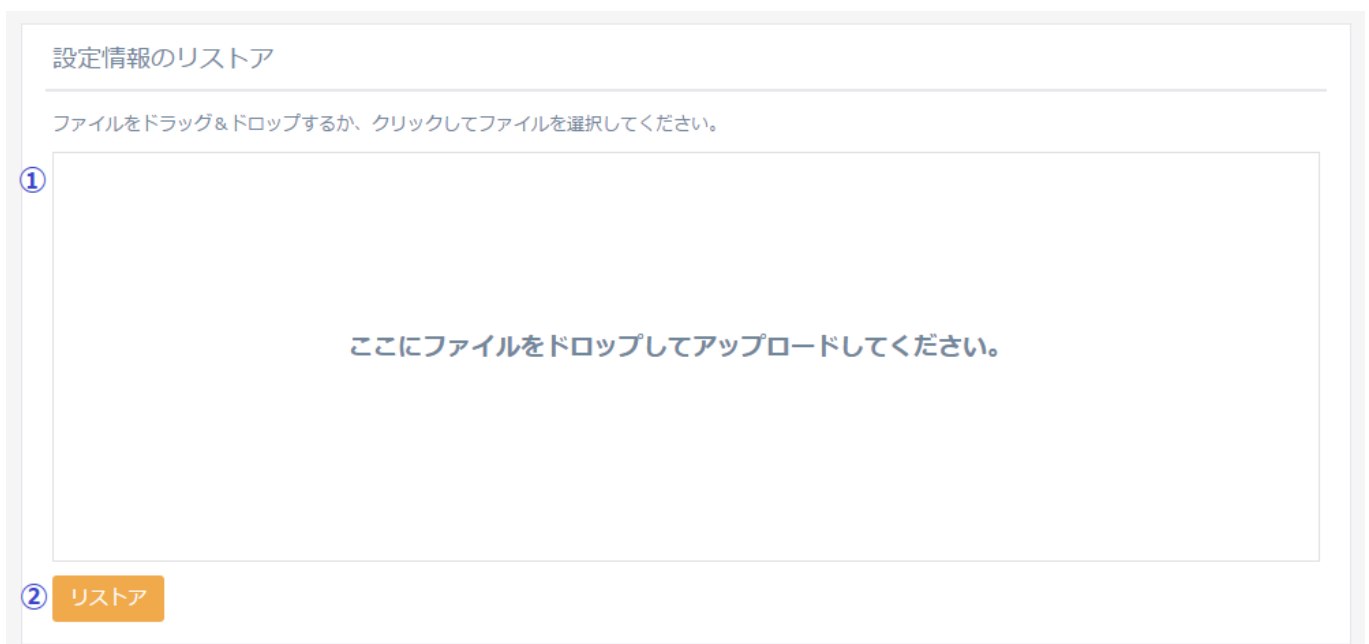 設定情報のリストア
ファイルをドラッグ&ドロップするか、クリックしてファイルを選択してください。
①
ここにファイルをドロップしてアップロードしてください。
② リストア